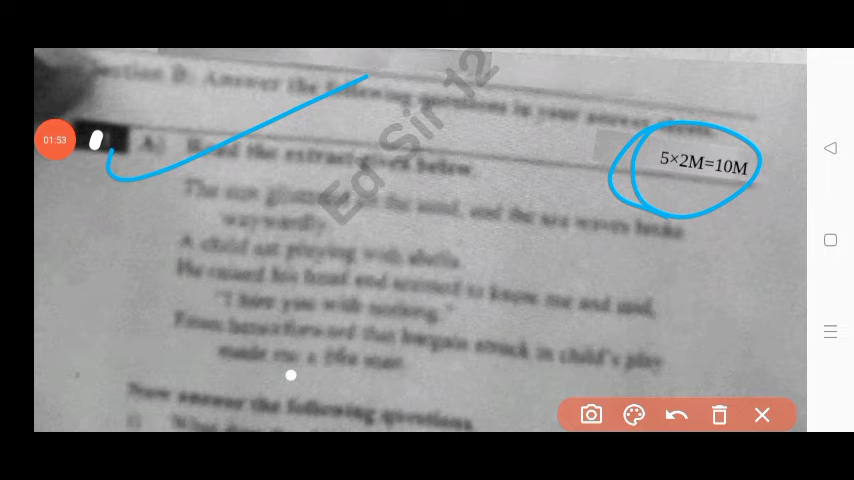 Section B: Answer the following questions in your answer sheets.
A) Read the extract given below
5×2M=10M
The sun glistened on the sand, and the sea waves broke
waywardly.
A child sat playing with shells.
He raised his head and seemed to know me and said,
"I hire you with nothing."
From henceforward that bargain struck in child's play
made me a free man.
Now answer the following questions.
Ed Sir 12
01:53